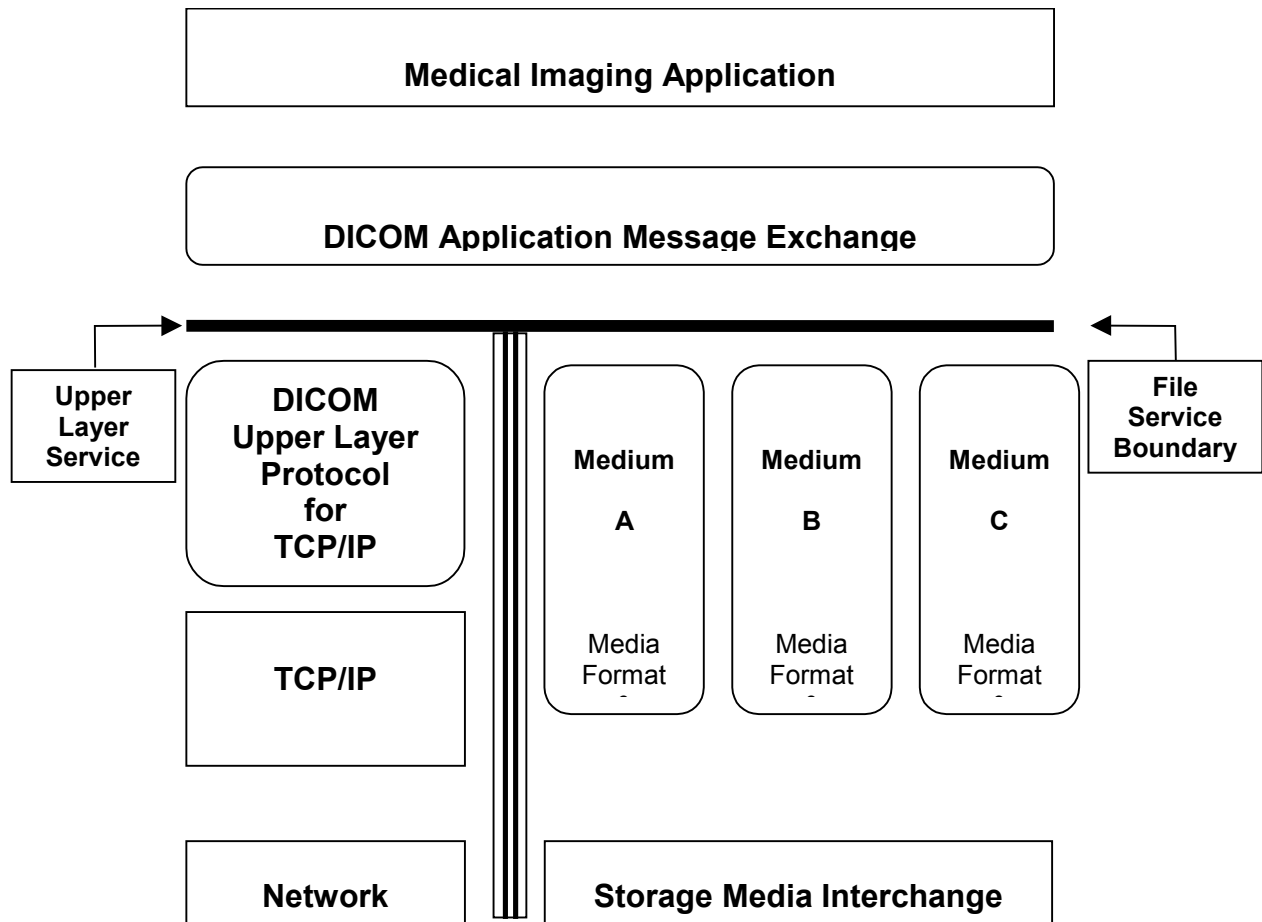 Medical Imaging Application
DICOM Application Message Exchange
Upper
Layer
Service
DICOM
Upper Layer
Protocol
for
TCP/IP
Medium
A
Media
Format
Medium
B
Media
Format
Medium
C
Media
Format
File
Service
Boundary
TCP/IP
Network
Storage Media Interchange